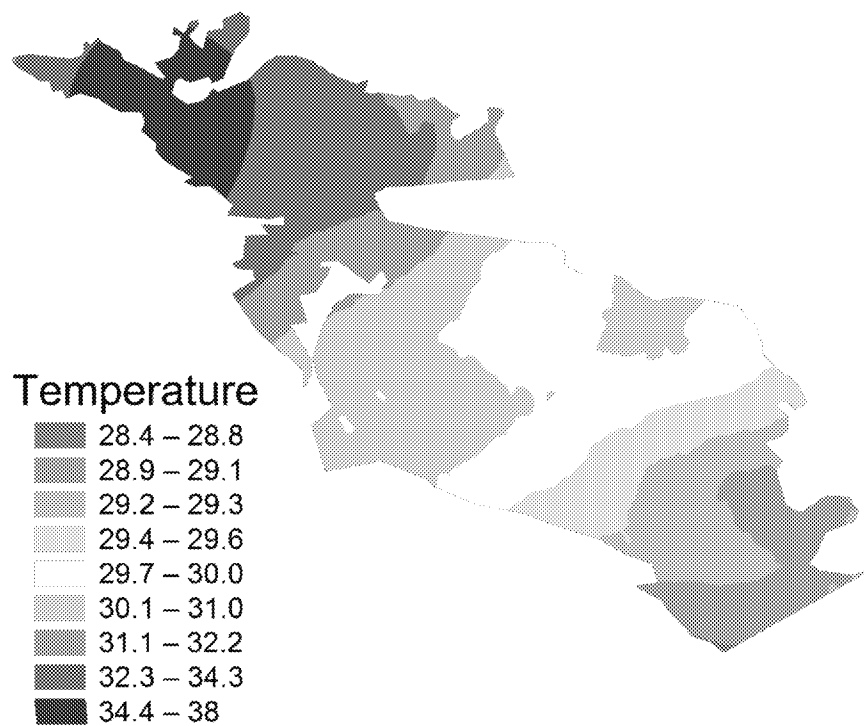 Temperature
28.4 – 28.8
28.9 – 29.1
29.2 – 29.3
29.4 – 29.6
29.7 – 30.0
30.1 – 31.0
31.1 – 32.2
32.3 – 34.3
34.4 – 38